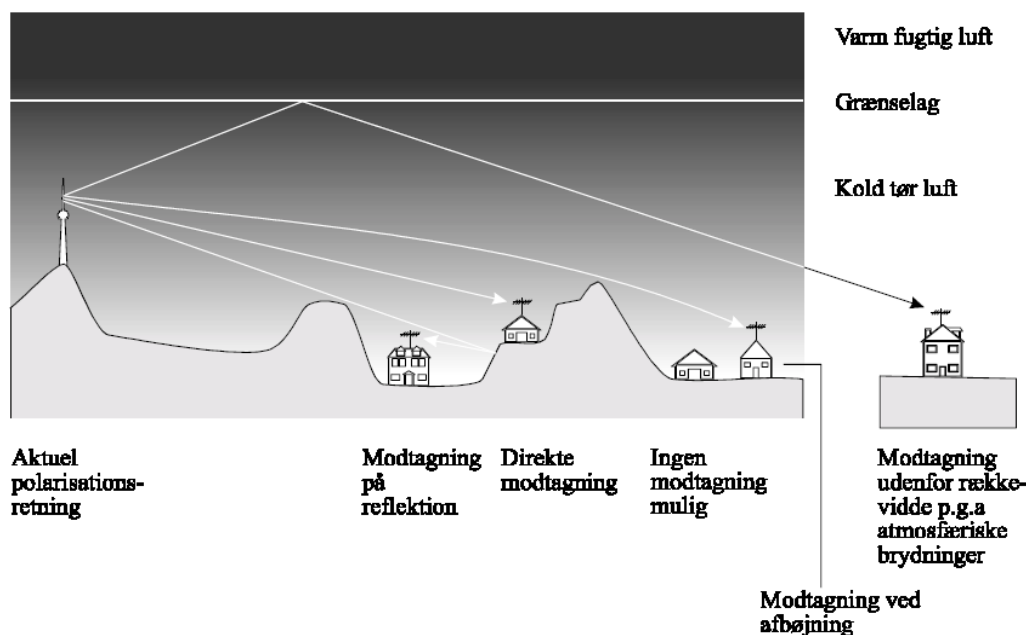 Varm fugtig luft
Grænselag
Kold tør luft
Aktuel
polarisations-
retning
Modtagning
på
reflektion
Direkte
modtagning
Ingen
modtagning
mulig
Modtagning
udenfor række-
vidde p.g.a
atmosfæriske
brydninger
Modtagning ved
afbøjning